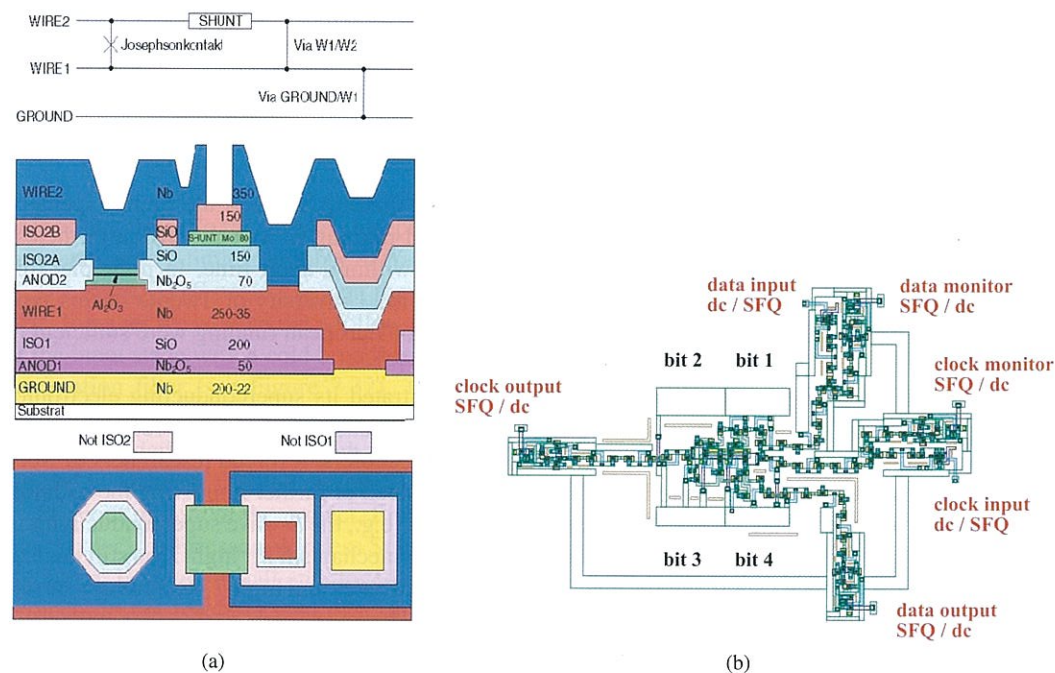 WIRE2
SHUNT
Josephsonkontakt
Via W1/W2
WIRE1
Via GROUND/W1
GROUND
WIRE2 Nb 350
150
ISO2B SiO
SHUNT Mo 80
ISO2A SiO 150
ANOD2 Nb₂O₅ 70
Al₂O₃
WIRE1 Nb 250-35
ISO1 SiO 200
ANOD1 Nb₂O₅ 50
GROUND Nb 200-22
Substrat
Not ISO2
Not ISO1
(a)
data input
dc / SFQ
data monitor
SFQ / dc
bit 2
bit 1
clock monitor
SFQ / dc
clock output
SFQ / dc
clock input
dc / SFQ
bit 3
bit 4
data output
SFQ / dc
(b)